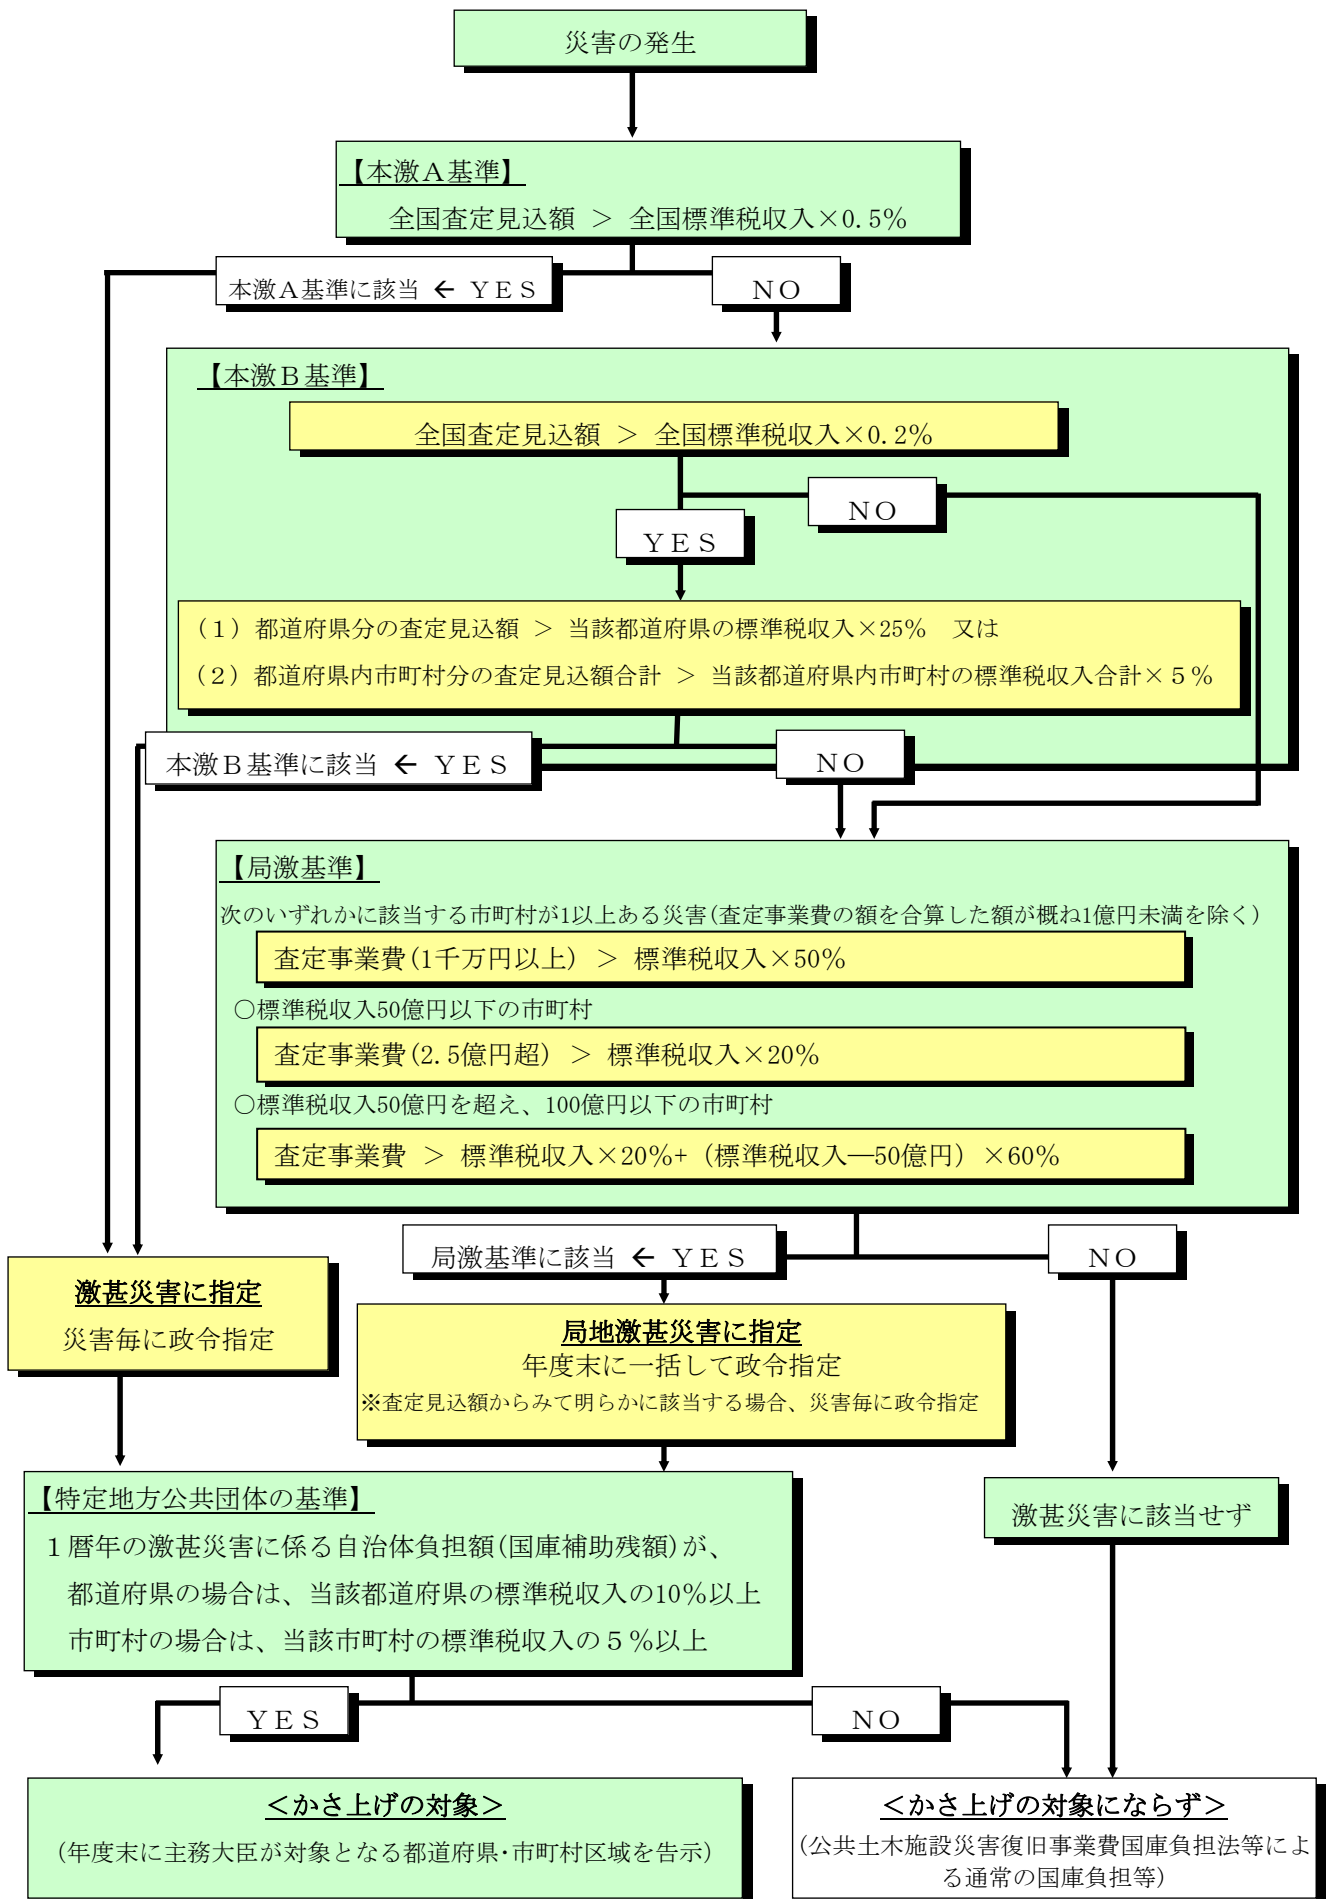 災害の発生
【本激Ａ基準】
全国査定見込額 ＞ 全国標準税収入×0.5％
本激Ａ基準に該当 ← ＹＥＳ
ＮＯ
【本激Ｂ基準】
全国査定見込額 ＞ 全国標準税収入×0.2％
ＮＯ
ＹＥＳ
（１）都道府県分の査定見込額 ＞ 当該都道府県の標準税収入×25％　又は
（２）都道府県内市町村分の査定見込額合計 ＞ 当該都道府県内市町村の標準税収入合計×５％
本激Ｂ基準に該当 ← ＹＥＳ
ＮＯ
【局激基準】
次のいずれかに該当する市町村が1以上ある災害(査定事業費の額を合算した額が概ね1億円未満を除く)
査定事業費(1千万円以上) ＞ 標準税収入×50％
○標準税収入50億円以下の市町村
査定事業費(2.5億円超) ＞ 標準税収入×20％
○標準税収入50億円を超え、100億円以下の市町村
査定事業費 ＞ 標準税収入×20％+（標準税収入―50億円）×60％
局激基準に該当 ← ＹＥＳ
ＮＯ
激甚災害に指定
災害毎に政令指定
局地激甚災害に指定
年度末に一括して政令指定
※査定見込額からみて明らかに該当する場合、災害毎に政令指定
【特定地方公共団体の基準】
１暦年の激甚災害に係る自治体負担額(国庫補助残額)が、
都道府県の場合は、当該都道府県の標準税収入の10％以上
市町村の場合は、当該市町村の標準税収入の５％以上
激甚災害に該当せず
ＹＥＳ
ＮＯ
＜かさ上げの対象＞
(年度末に主務大臣が対象となる都道府県・市町村区域を告示)
＜かさ上げの対象にならず＞
(公共土木施設災害復旧事業費国庫負担法等によ
る通常の国庫負担等)